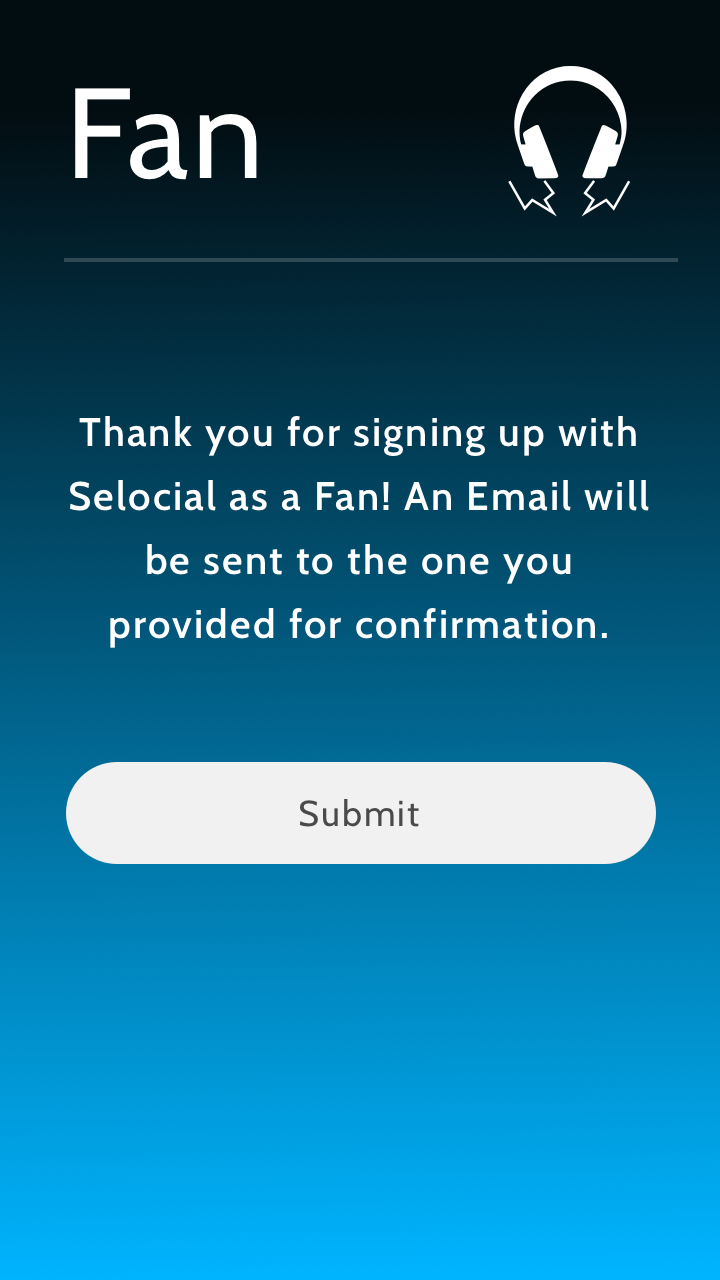 Fan
Thank you for signing up with
Selocial as a Fan! An Email will
be sent to the one you
provided for confirmation.
Submit